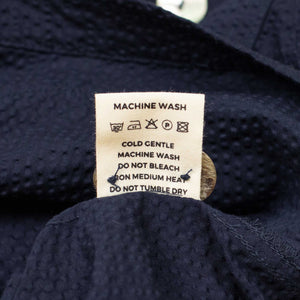 MACHINE WASH
COLD GENTLE
MACHINE WASH
DO NOT BLEACH
IRON MEDIUM HEAT
DO NOT TUMBLE DRY